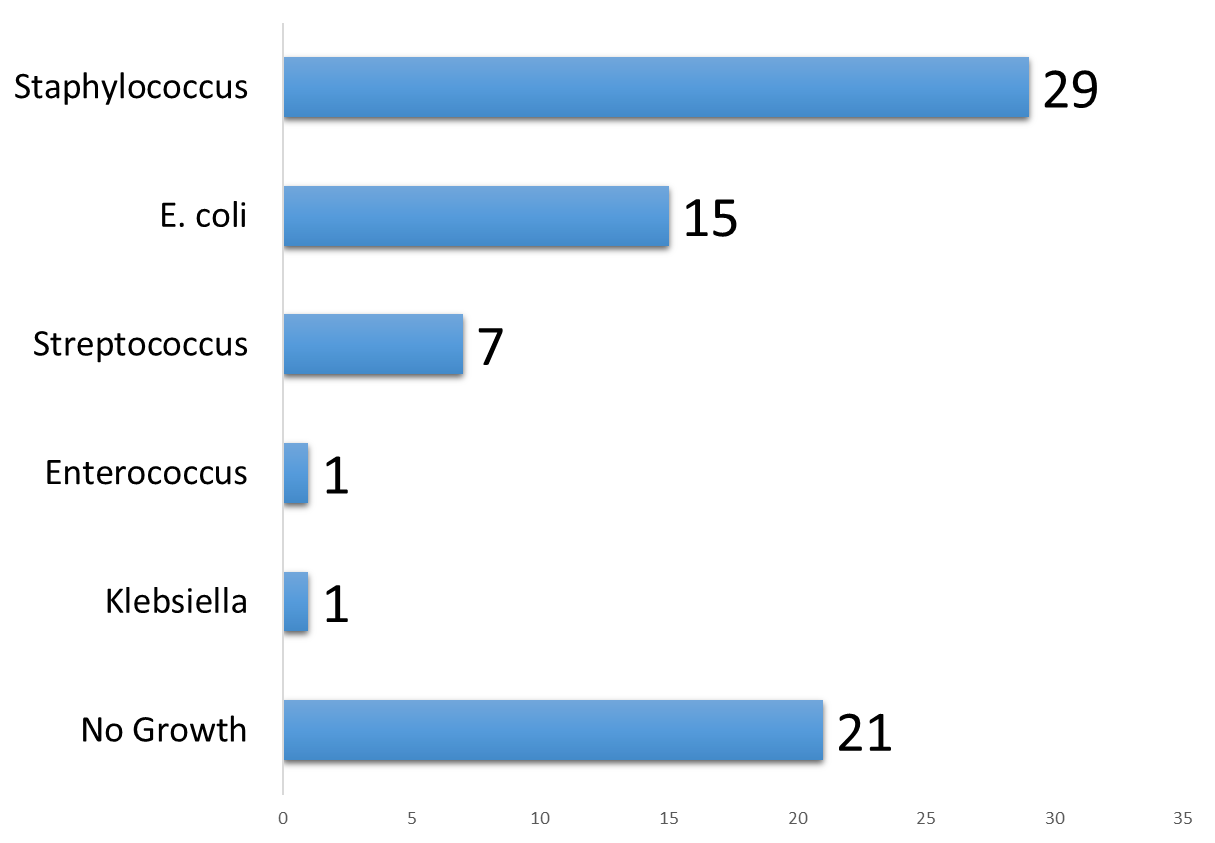 Staphylococcus 29
E. coli 15
Streptococcus 7
Enterococcus 1
Klebsiella 1
No Growth 21
0 5 10 15 20 25 30 35